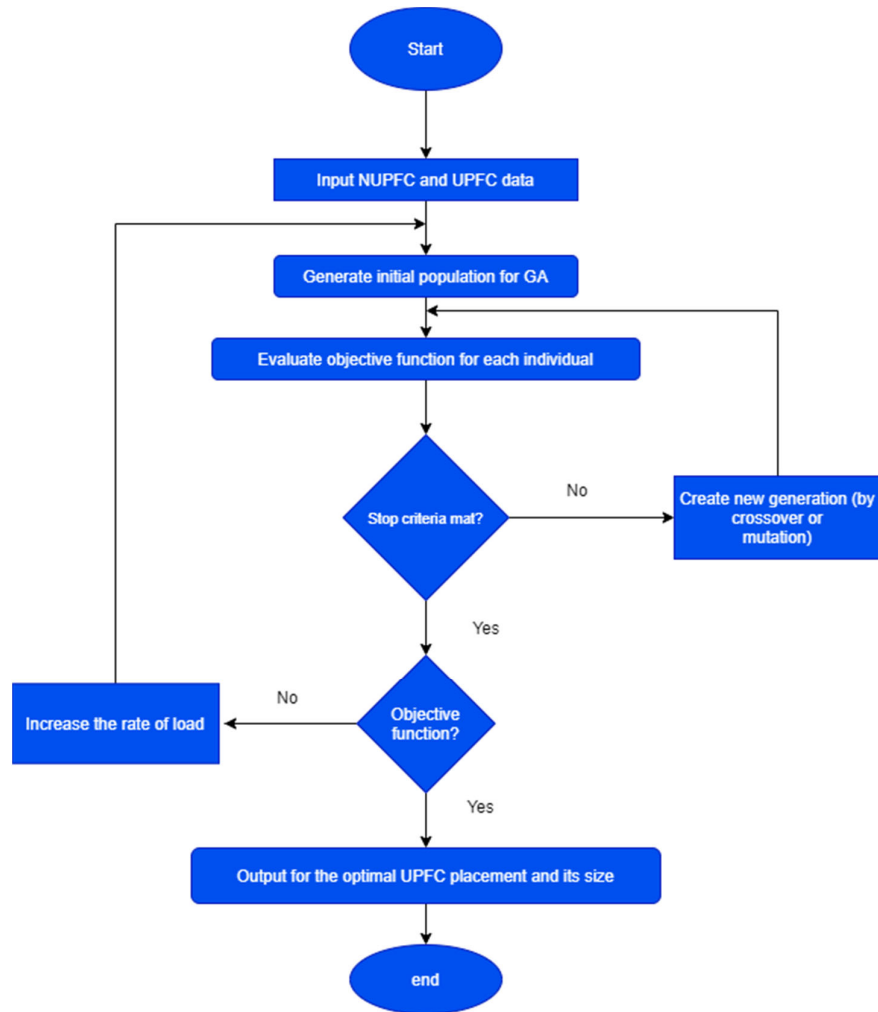 Start
Input NUPFC and UPFC data
Generate initial population for GA
Evaluate objective function for each individual
Stop criteria mat?
No
Create new generation (by
crossover or
mutation)
Yes
Objective
function?
No
Increase the rate of load
Yes
Output for the optimal UPFC placement and its size
end